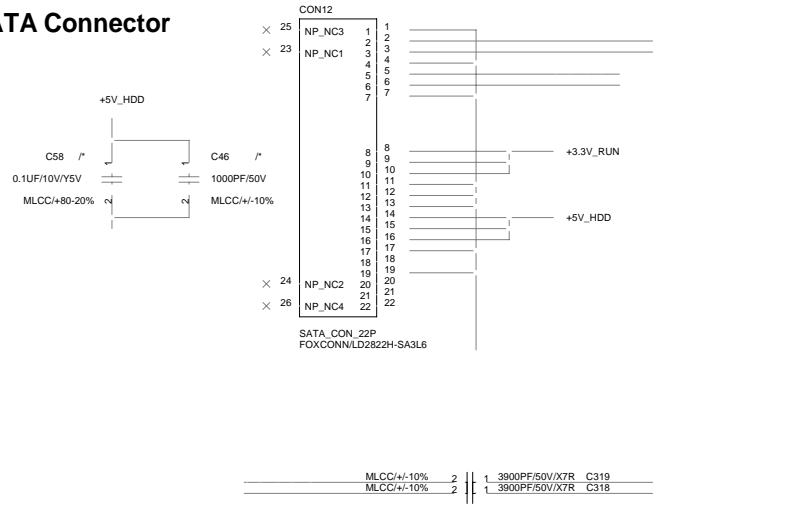 ATA Connector
CON12
25 NP_NC3 1 1
2 2
23 NP_NC1 3 3
4 4
5 5
6 6
7 7
+5V_HDD
C58 /* 1
0.1UF/10V/Y5V
MLCC/+80-20% 2
C46 /* 1
1000PF/50V
MLCC/+/-10% 2
8 8 +3.3V_RUN
9 9
10 10
11 11
12 12
13 13
14 14 +5V_HDD
15 15
16 16
17 17
18 18
19 19
24 NP_NC2 20 20
21 21
26 NP_NC4 22 22
SATA_CON_22P
FOXCONN/LD2822H-SA3L6
MLCC/+/-10% 2 1 3900PF/50V/X7R C319
MLCC/+/-10% 2 1 3900PF/50V/X7R C318